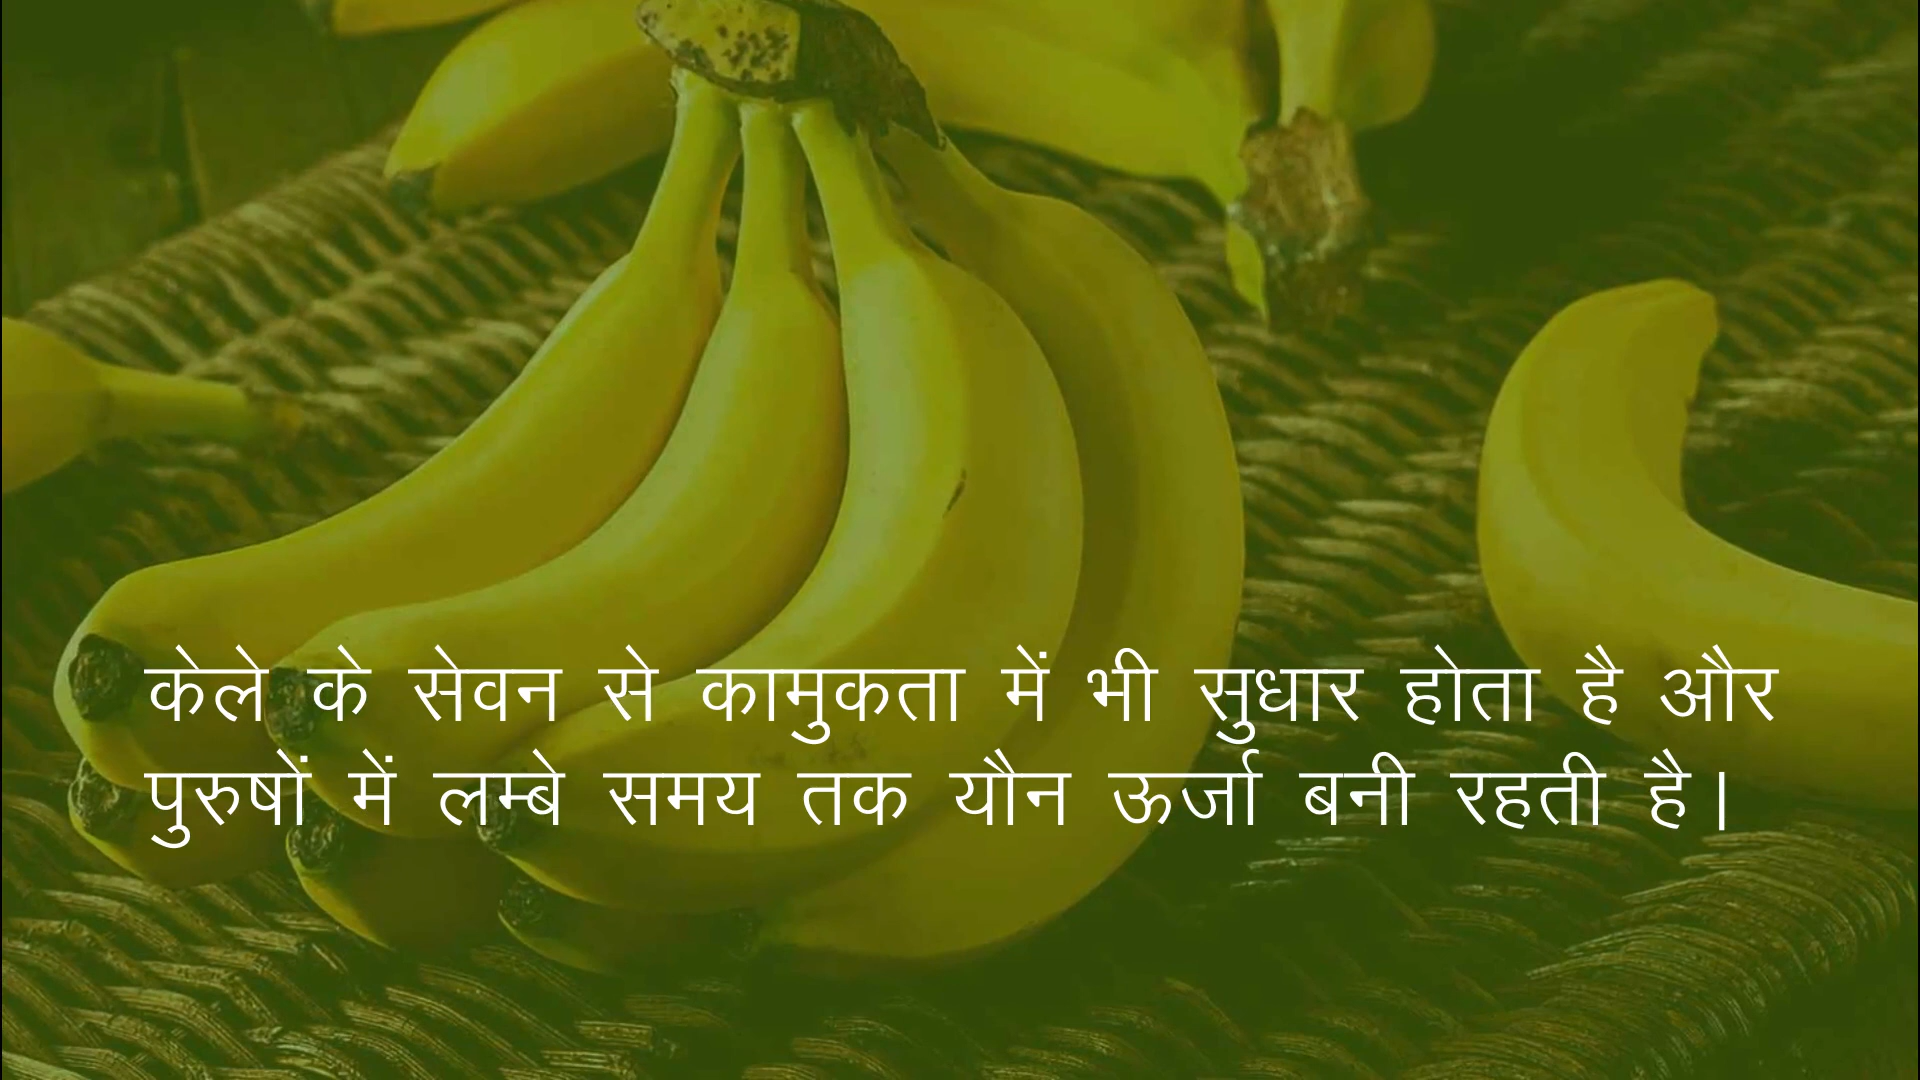 केले के सेवन से कामुकता में भी सुधार होता है और
पुरुषों में लम्बे समय तक यौन ऊर्जा बनी रहती है।